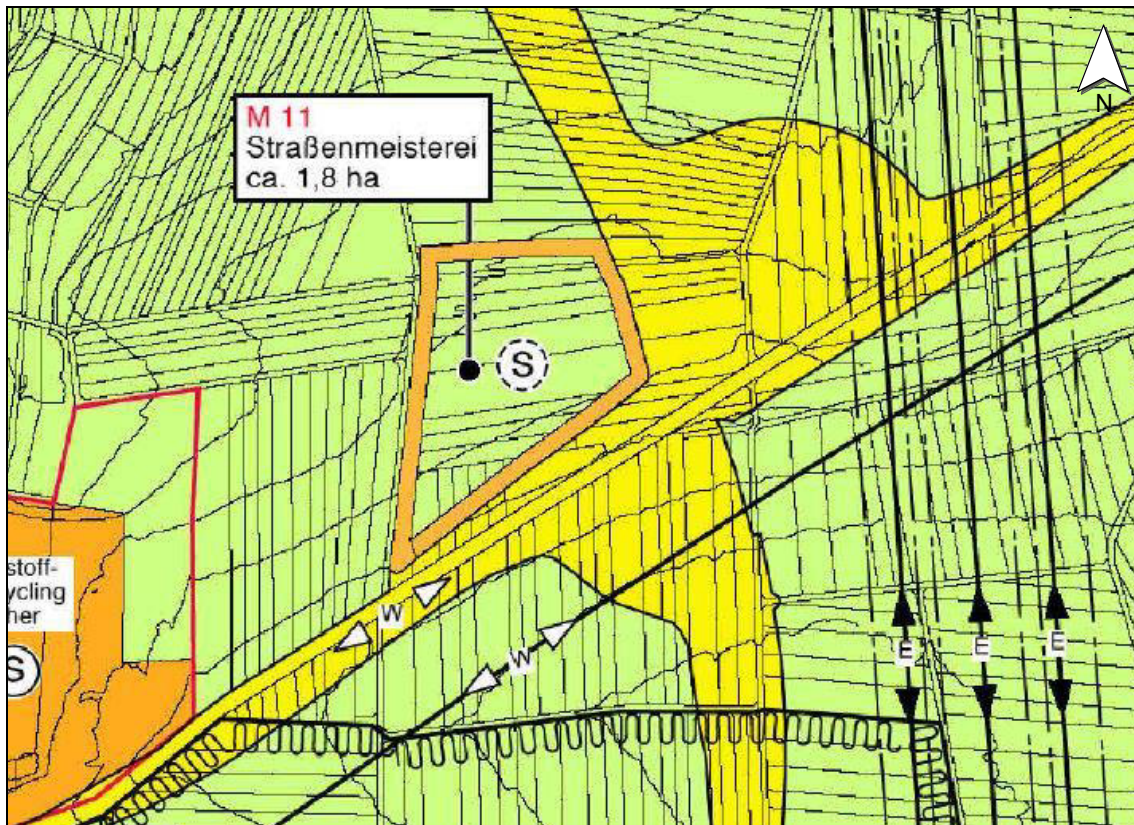 N
M 11
Straßenmeisterei
ca. 1,8 ha
S
stoff-
ycling
her
S
W
W
E
E
E